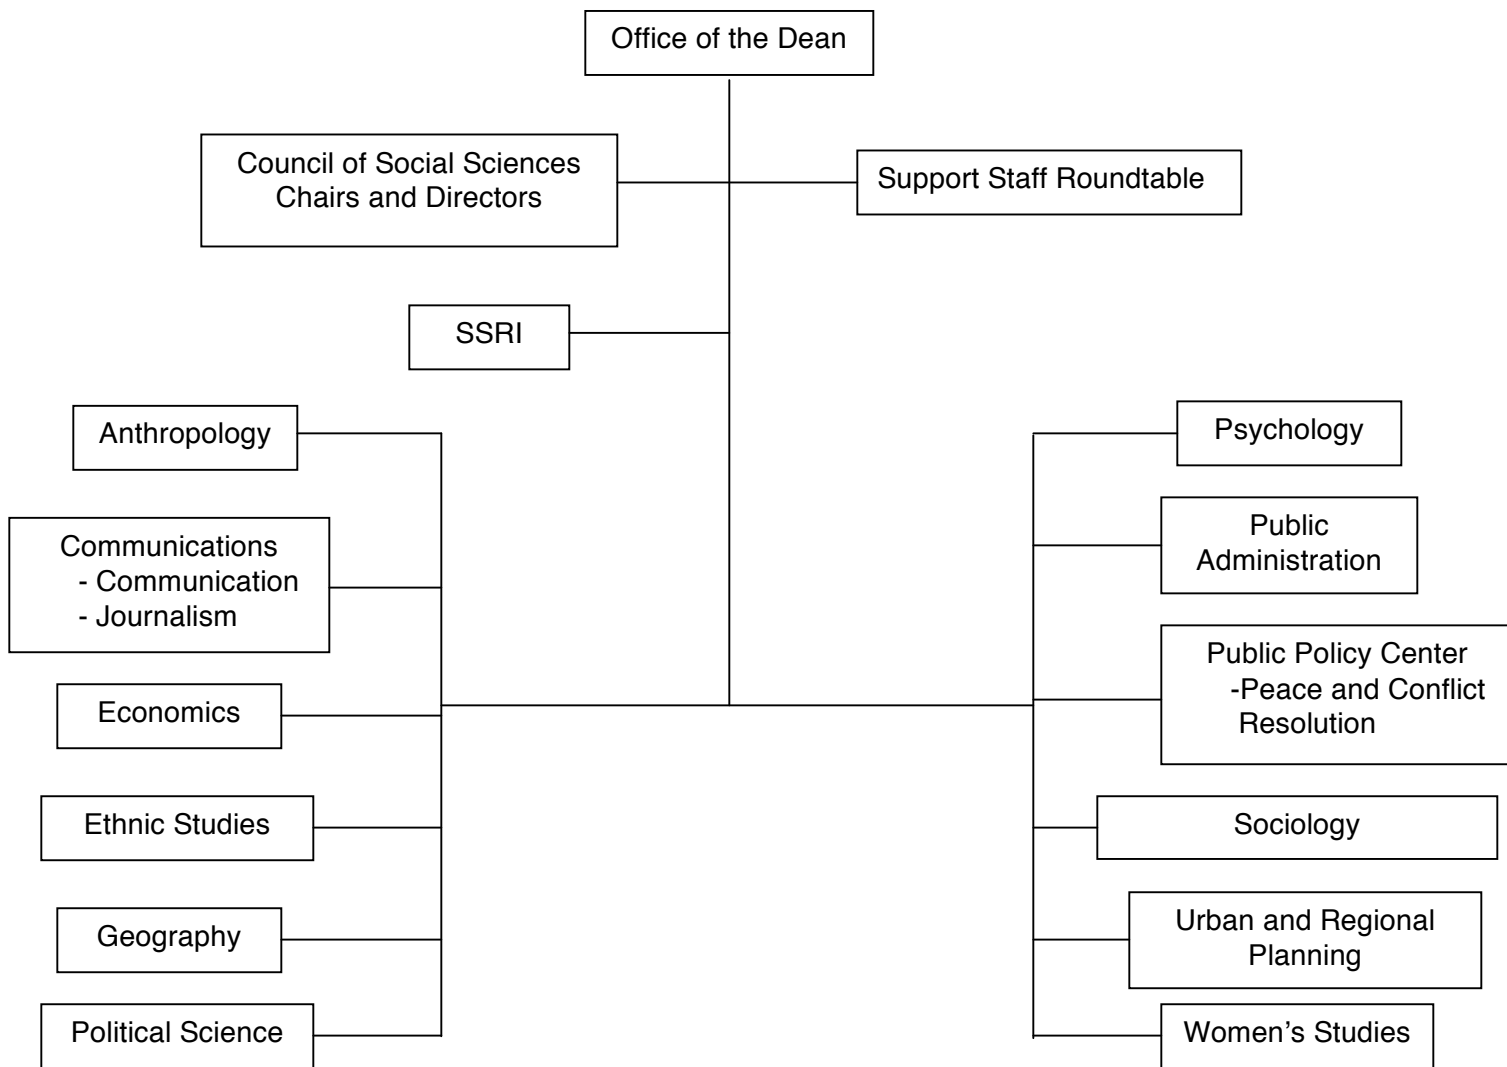 Office of the Dean
Council of Social Sciences
Chairs and Directors
Support Staff Roundtable
SSRI
Anthropology
Communications
- Communication
- Journalism
Economics
Ethnic Studies
Geography
Political Science
Psychology
Public
Administration
Public Policy Center
-Peace and Conflict
Resolution
Sociology
Urban and Regional
Planning
Women’s Studies